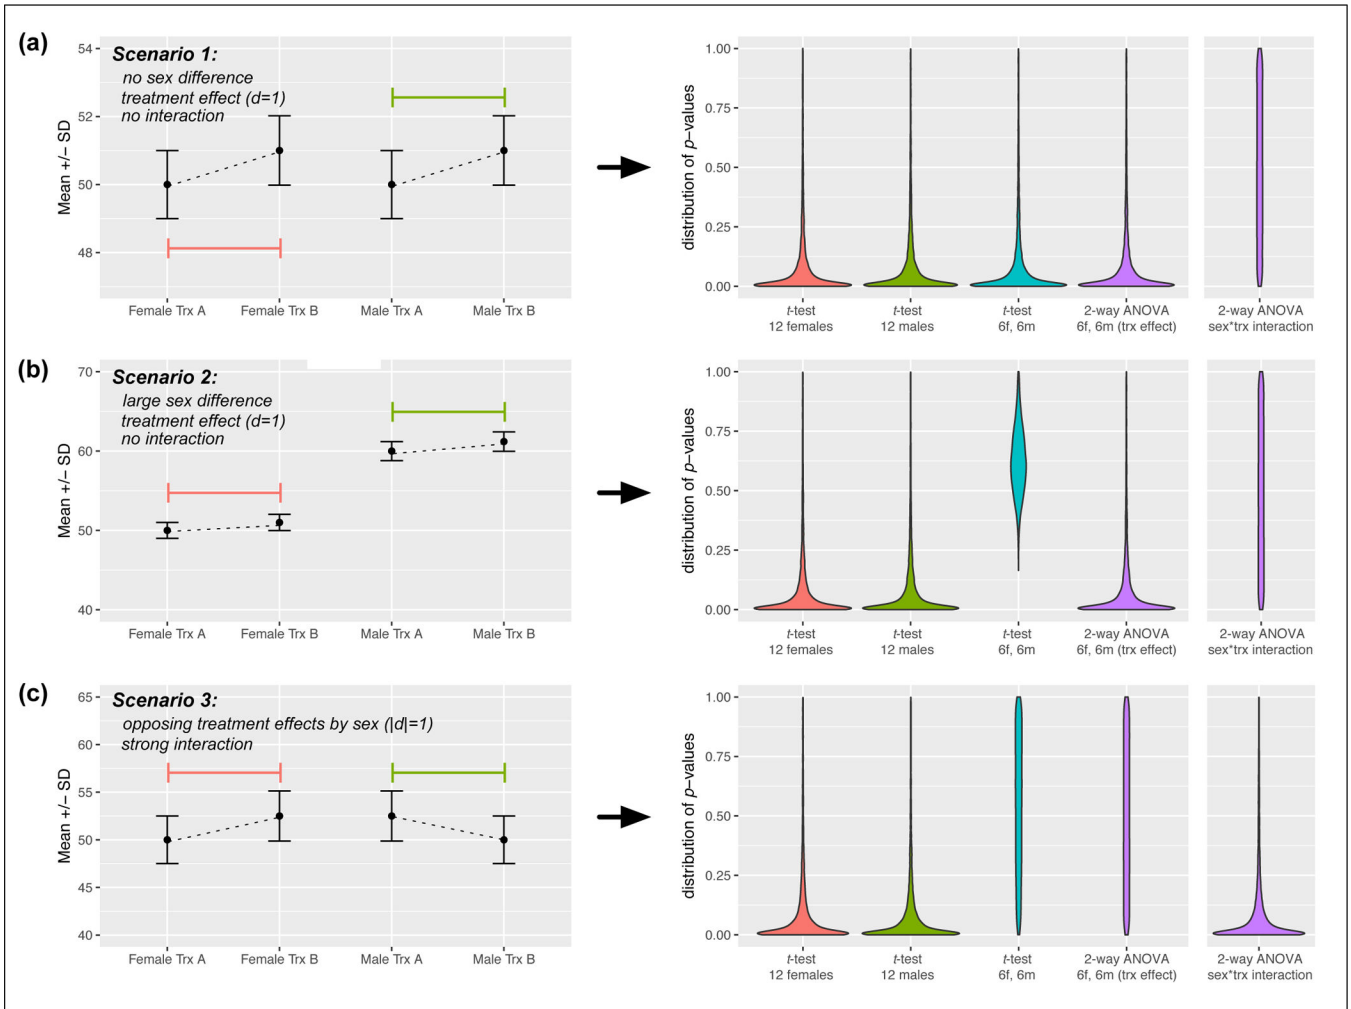 (a)
Scenario 1:
no sex difference
treatment effect (d=1)
no interaction
Mean +/− SD
54
52
50
48
Female Trx A
Female Trx B
Male Trx A
Male Trx B
distribution of p−values
1.00
0.75
0.50
0.25
0.00
t-test
12 females
t-test
12 males
t-test
6f, 6m
2-way ANOVA
6f, 6m (trx effect)
2-way ANOVA
sex*trx interaction
(b)
Scenario 2:
large sex difference
treatment effect (d=1)
no interaction
Mean +/− SD
70
60
50
40
Female Trx A
Female Trx B
Male Trx A
Male Trx B
distribution of p−values
1.00
0.75
0.50
0.25
0.00
t-test
12 females
t-test
12 males
t-test
6f, 6m
2-way ANOVA
6f, 6m (trx effect)
2-way ANOVA
sex*trx interaction
(c)
Scenario 3:
opposing treatment effects by sex (|d|=1)
strong interaction
Mean +/− SD
65
60
55
50
45
40
Female Trx A
Female Trx B
Male Trx A
Male Trx B
distribution of p−values
1.00
0.75
0.50
0.25
0.00
t-test
12 females
t-test
12 males
t-test
6f, 6m
2-way ANOVA
6f, 6m (trx effect)
2-way ANOVA
sex*trx interaction